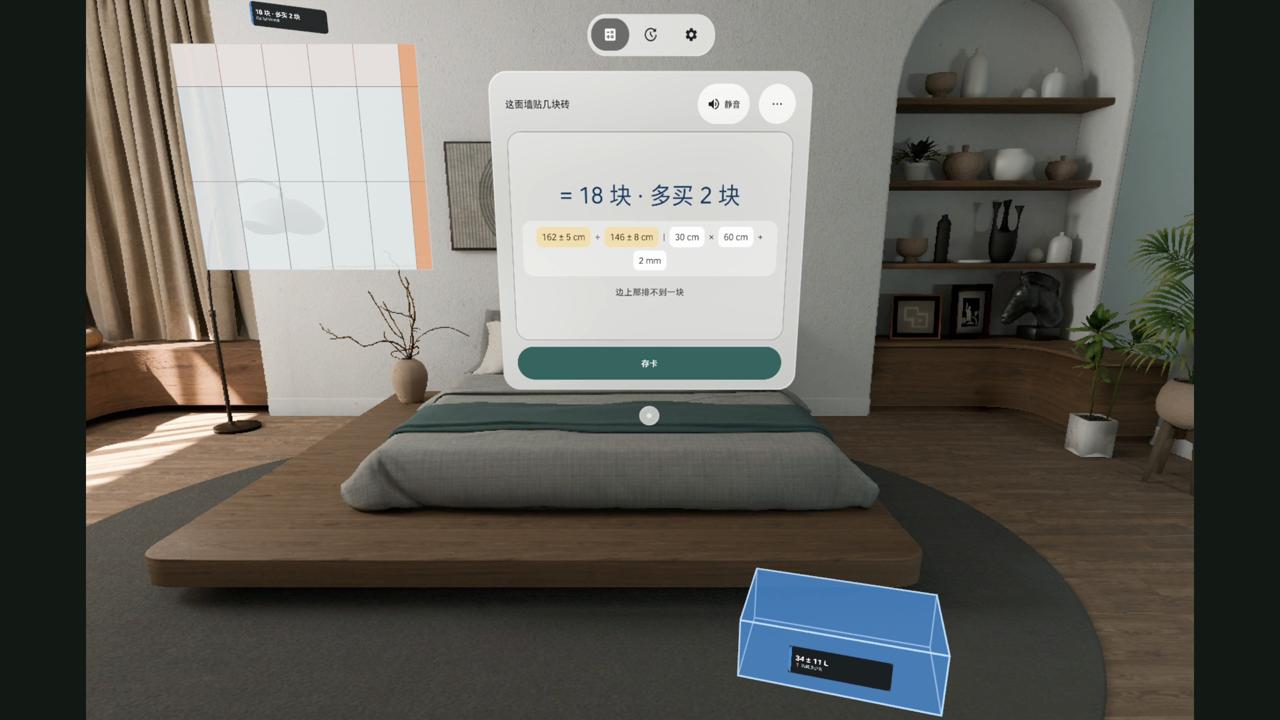 18 块 · 多买 2 块
这面墙贴几块砖
静音
= 18 块 · 多买 2 块
162 ± 5 cm ÷ 146 ± 8 cm | 30 cm × 60 cm +
2 mm
边上那排不到一块
存卡
34 ± 11 L